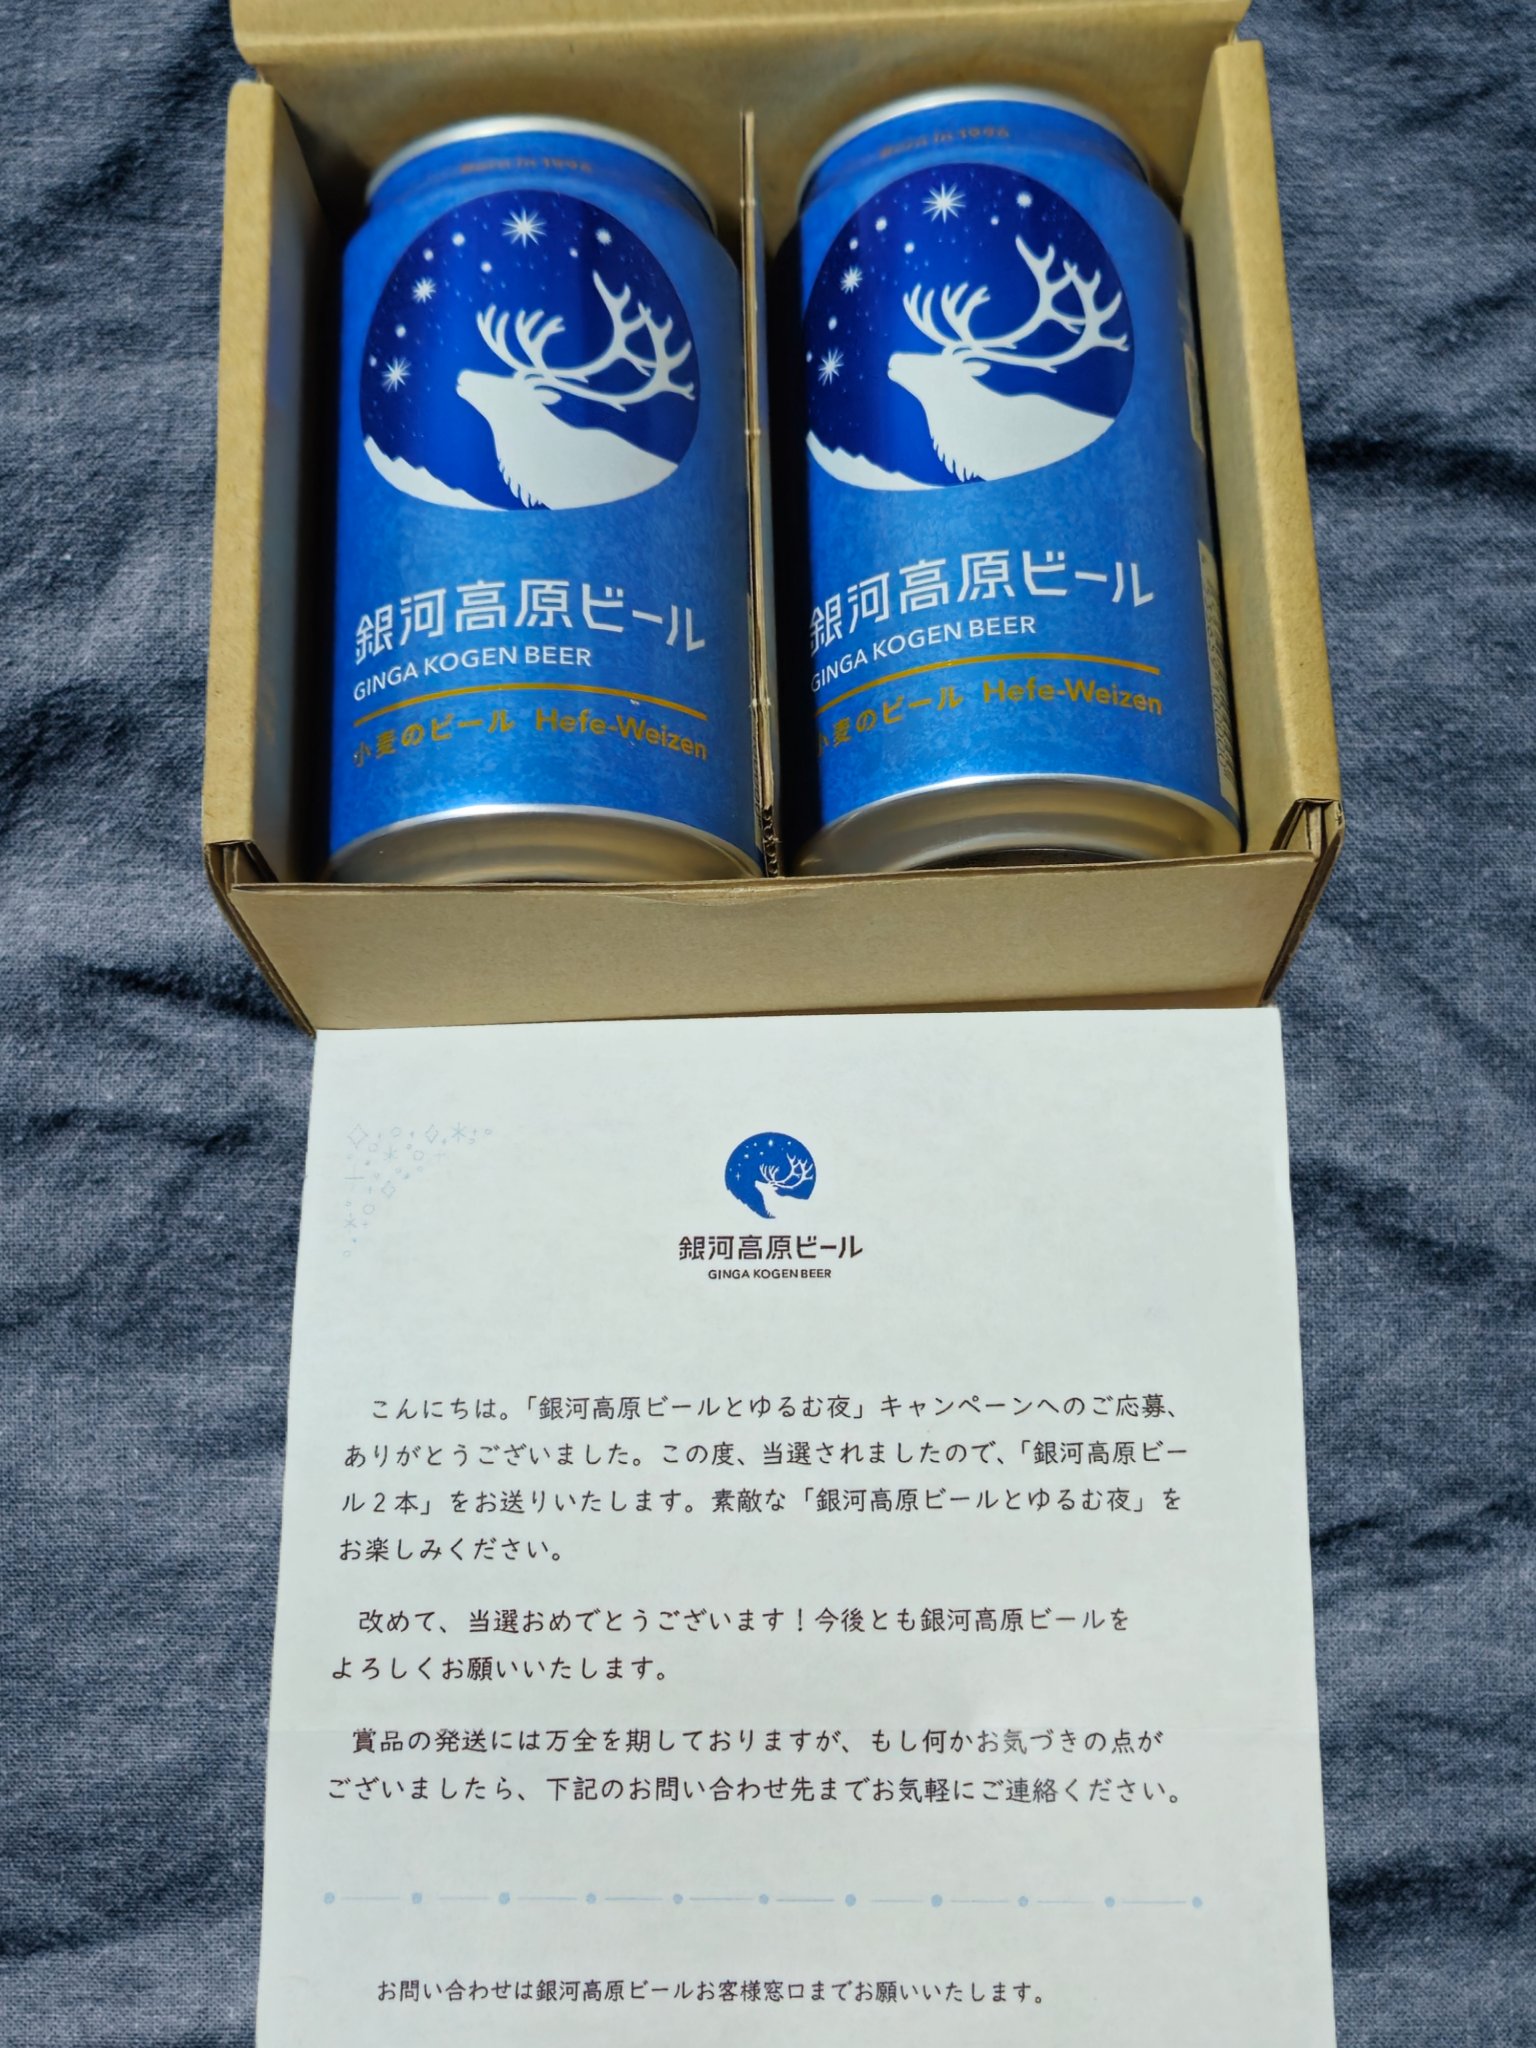 Born in 1996
銀河高原ビール
GINGA KOGEN BEER
小麦のビール Hefe-Weizen
Born in 1996
銀河高原ビール
GINGA KOGEN BEER
小麦のビール Hefe-Weizen
銀河高原ビール
GINGA KOGEN BEER
こんにちは。「銀河高原ビールとゆるむ夜」キャンペーンへのご応募、
ありがとうございました。この度、当選されましたので、「銀河高原ビー
ル2本」をお送りいたします。素敵な「銀河高原ビールとゆるむ夜」を
お楽しみください。
改めて、当選おめでとうございます！今後とも銀河高原ビールを
よろしくお願いいたします。
賞品の発送には万全を期しておりますが、もし何かお気づきの点が
ございましたら、下記のお問い合わせ先までお気軽にご連絡ください。
お問い合わせは銀河高原ビールお客様窓口までお願いいたします。